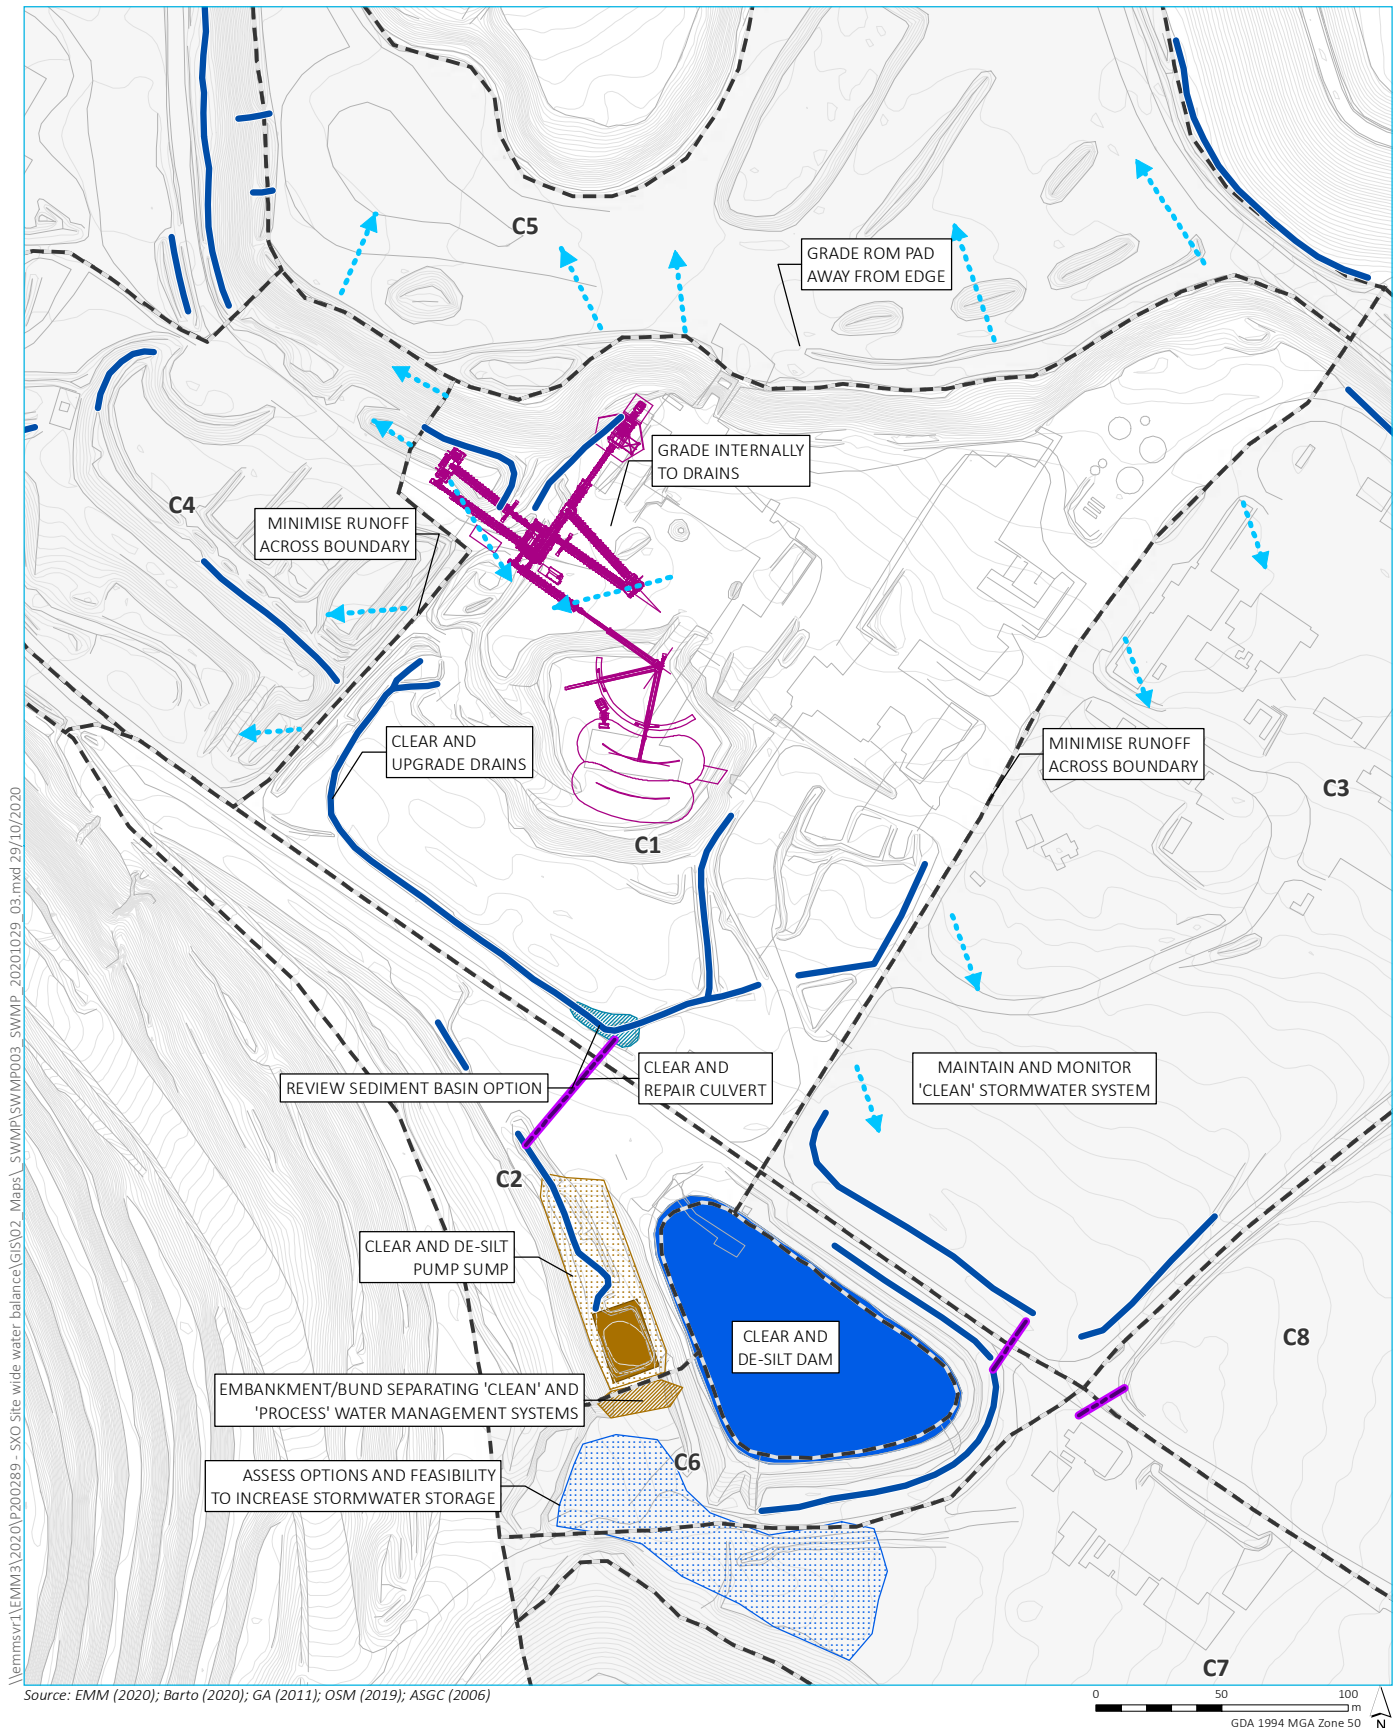 C5
GRADE ROM PAD
AWAY FROM EDGE
GRADE INTERNALLY
TO DRAINS
C4
MINIMISE RUNOFF
ACROSS BOUNDARY
CLEAR AND
UPGRADE DRAINS
MINIMISE RUNOFF
ACROSS BOUNDARY
C3
C1
REVIEW SEDIMENT BASIN OPTION
CLEAR AND
REPAIR CULVERT
MAINTAIN AND MONITOR
'CLEAN' STORMWATER SYSTEM
C2
CLEAR AND DE-SILT
PUMP SUMP
CLEAR AND
DE-SILT DAM
C8
EMBANKMENT/BUND SEPARATING 'CLEAN' AND
'PROCESS' WATER MANAGEMENT SYSTEMS
C6
ASSESS OPTIONS AND FEASIBILITY
TO INCREASE STORMWATER STORAGE
C7
\\emmsvr1\EMM3\2020\P200289 - SXO Site wide water balance\GIS\02_Maps\_SWMP\SWMP003_SWMP_20201029_03.mxd 29/10/2020
Source: EMM (2020); Barto (2020); GA (2011); OSM (2019); ASGC (2006)
0 50 100
m
GDA 1994 MGA Zone 50
N